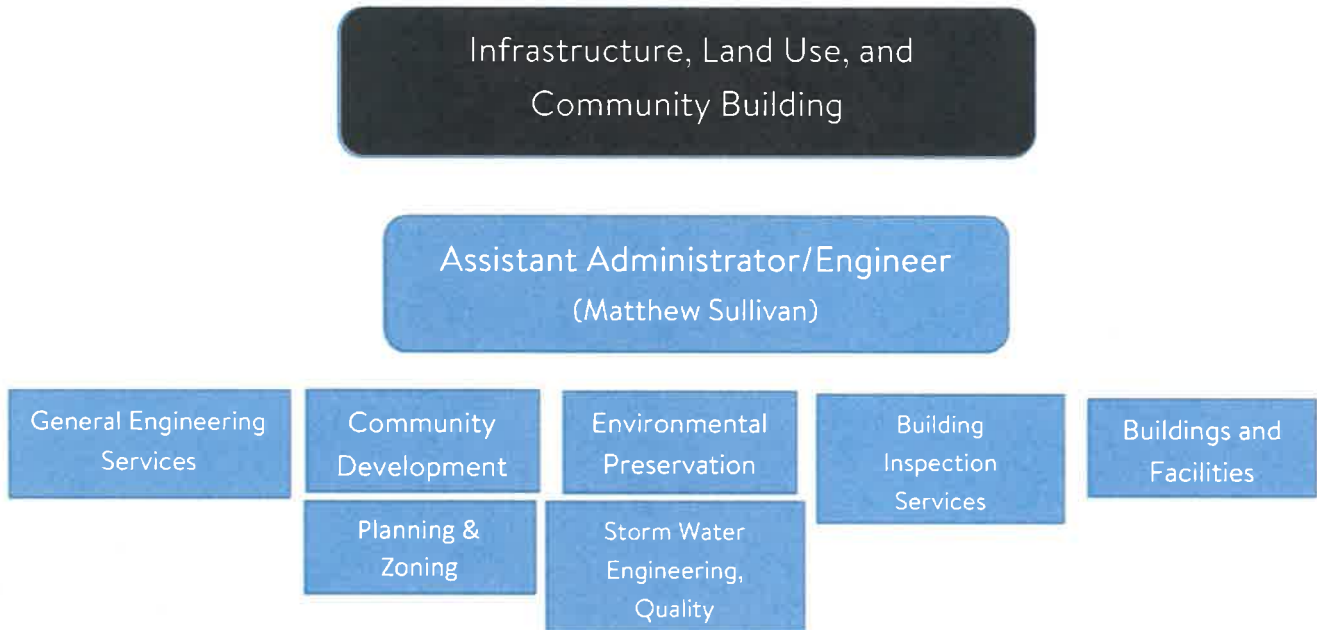 Infrastructure, Land Use, and
Community Building
Assistant Administrator/Engineer
(Matthew Sullivan)
General Engineering
Services
Community
Development
Environmental
Preservation
Building
Inspection
Services
Buildings and
Facilities
Planning &
Zoning
Storm Water
Engineering,
Quality